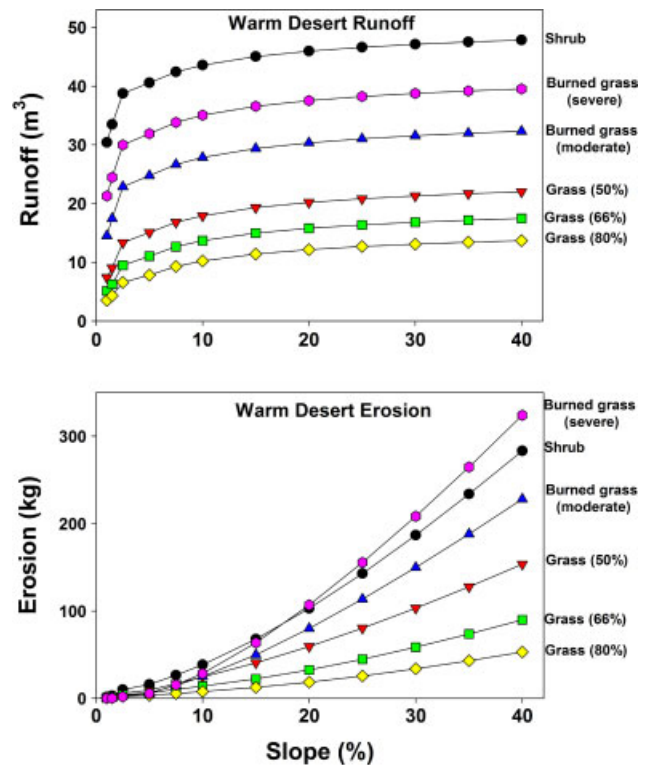 Warm Desert Runoff
Runoff (m³)
50
40
30
20
10
0
0
10
20
30
40
Shrub
Burned grass
(severe)
Burned grass
(moderate)
Grass (50%)
Grass (66%)
Grass (80%)
Warm Desert Erosion
Erosion (kg)
300
200
100
0
0
10
20
30
40
Burned grass
(severe)
Shrub
Burned grass
(moderate)
Grass (50%)
Grass (66%)
Grass (80%)
Slope (%)